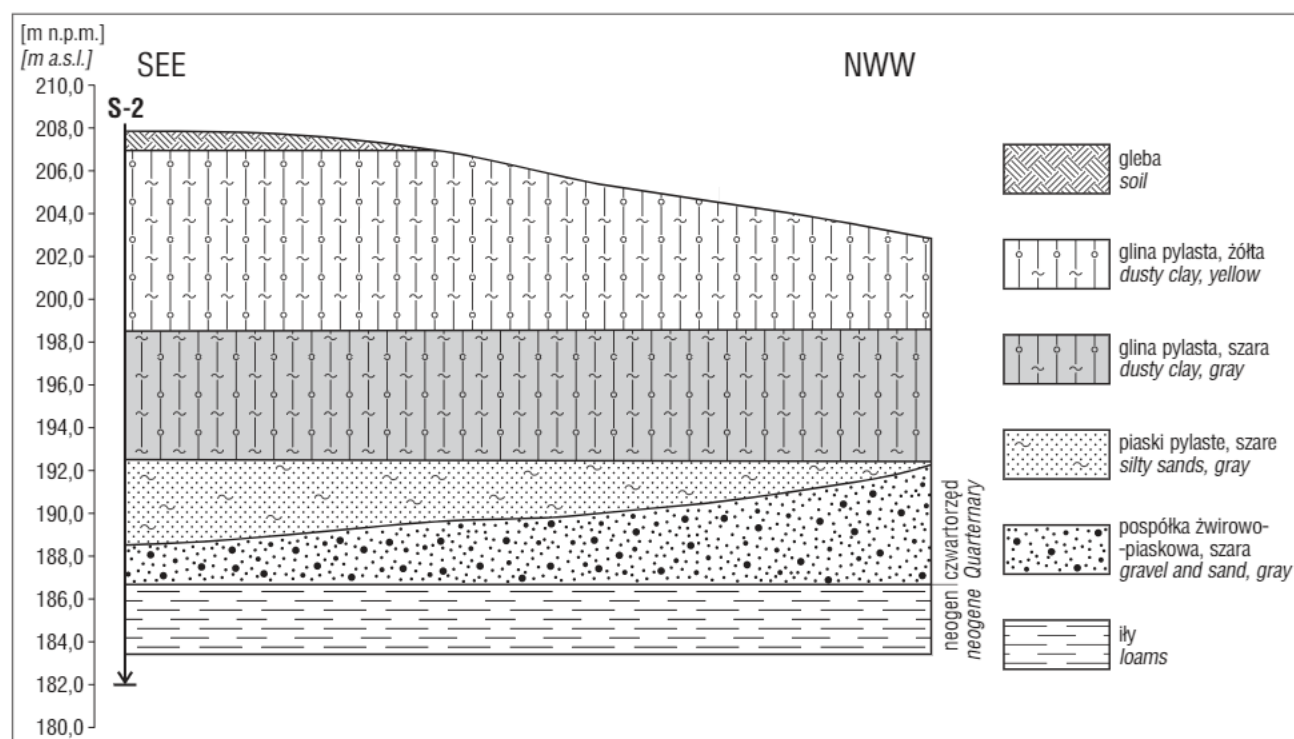 [m n.p.m.]
[m a.s.l.]
SEE
NWW
210,0
S-2
208,0
206,0
204,0
202,0
200,0
198,0
196,0
194,0
192,0
190,0
188,0
186,0
184,0
182,0
180,0
czwartorzęd
Quarternary
neogen
neogene
gleba
soil
glina pylasta, żółta
dusty clay, yellow
glina pylasta, szara
dusty clay, gray
piaski pylaste, szare
silty sands, gray
pospółka żwirowo-
-piaskowa, szara
gravel and sand, gray
iły
loams